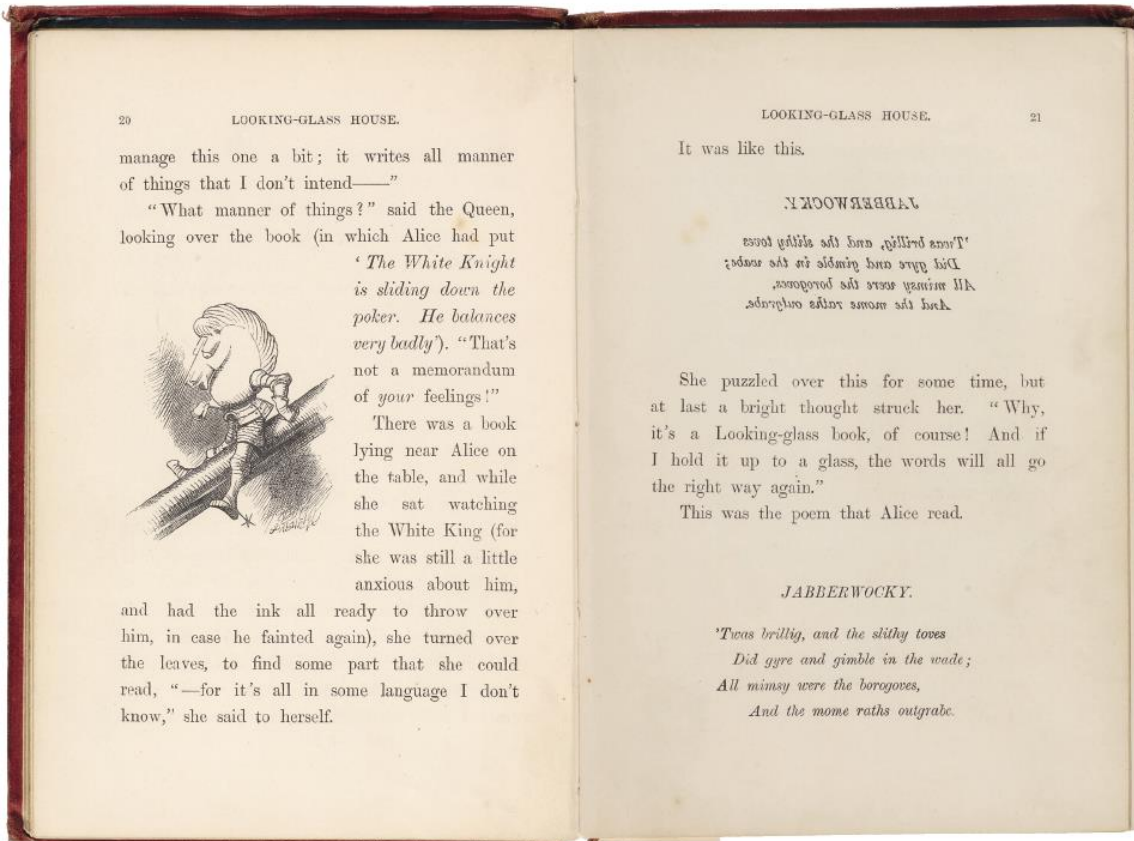 20 LOOKING-GLASS HOUSE.
manage this one a bit; it writes all manner
of things that I don't intend——"
"What manner of things?" said the Queen,
looking over the book (in which Alice had put
' The White Knight
is sliding down the
poker. He balances
very badly'). "That's
not a memorandum
of your feelings!"
There was a book
lying near Alice on
the table, and while
she sat watching
the White King (for
she was still a little
anxious about him,
and had the ink all ready to throw over
him, in case he fainted again), she turned over
the leaves, to find some part that she could
read, "—for it's all in some language I don't
know," she said to herself.
LOOKING-GLASS HOUSE. 21
It was like this.
JABBERWOCKY.
'Twas brillig, and the slithy toves
Did gyre and gimble in the wabe;
All mimsy were the borogoves,
And the mome raths outgrabe.
She puzzled over this for some time, but
at last a bright thought struck her. "Why,
it's a Looking-glass book, of course! And if
I hold it up to a glass, the words will all go
the right way again."
This was the poem that Alice read.
JABBERWOCKY.
'Twas brillig, and the slithy toves
Did gyre and gimble in the wade;
All mimsy were the borogoves,
And the mome raths outgrabe.